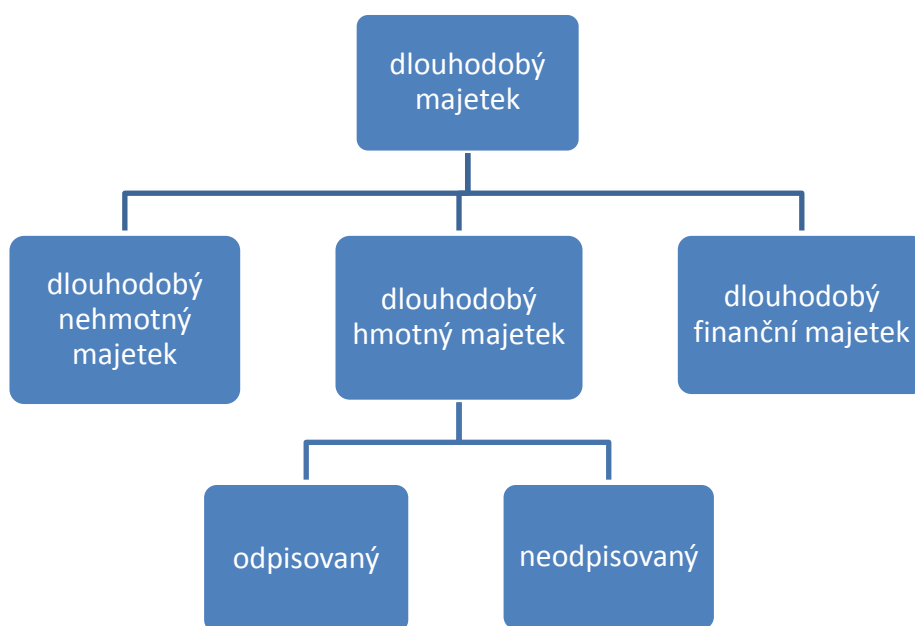 dlouhodobý
majetek
dlouhodobý
nehmotný
majetek
dlouhodobý
hmotný majetek
dlouhodobý
finanční majetek
odpisovaný
neodpisovaný